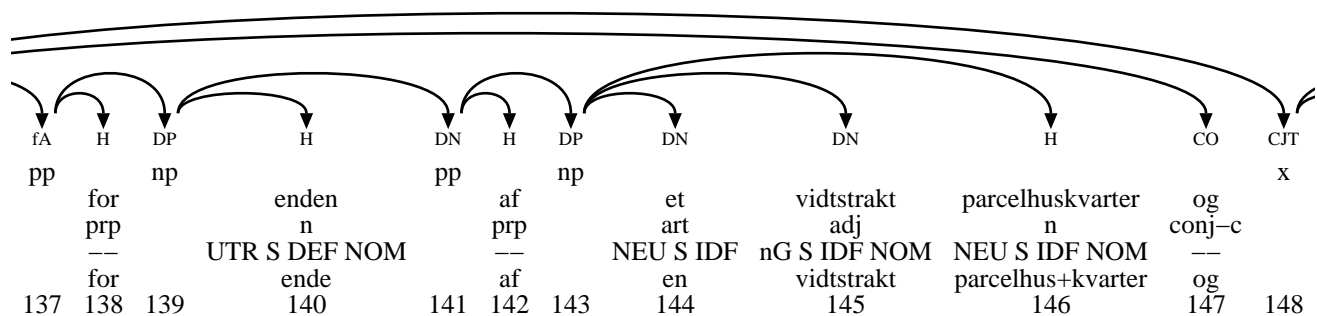 fA H DP H DN H DP DN DN H CO CJT
pp np pp np x
for enden af et vidtstrakt parcelhuskvarter og
prp n prp art adj n conj−c
−− UTR S DEF NOM −− NEU S IDF nG S IDF NOM NEU S IDF NOM −−
for ende af en vidtstrakt parcelhus+kvarter og
137 138 139 140 141 142 143 144 145 146 147 148